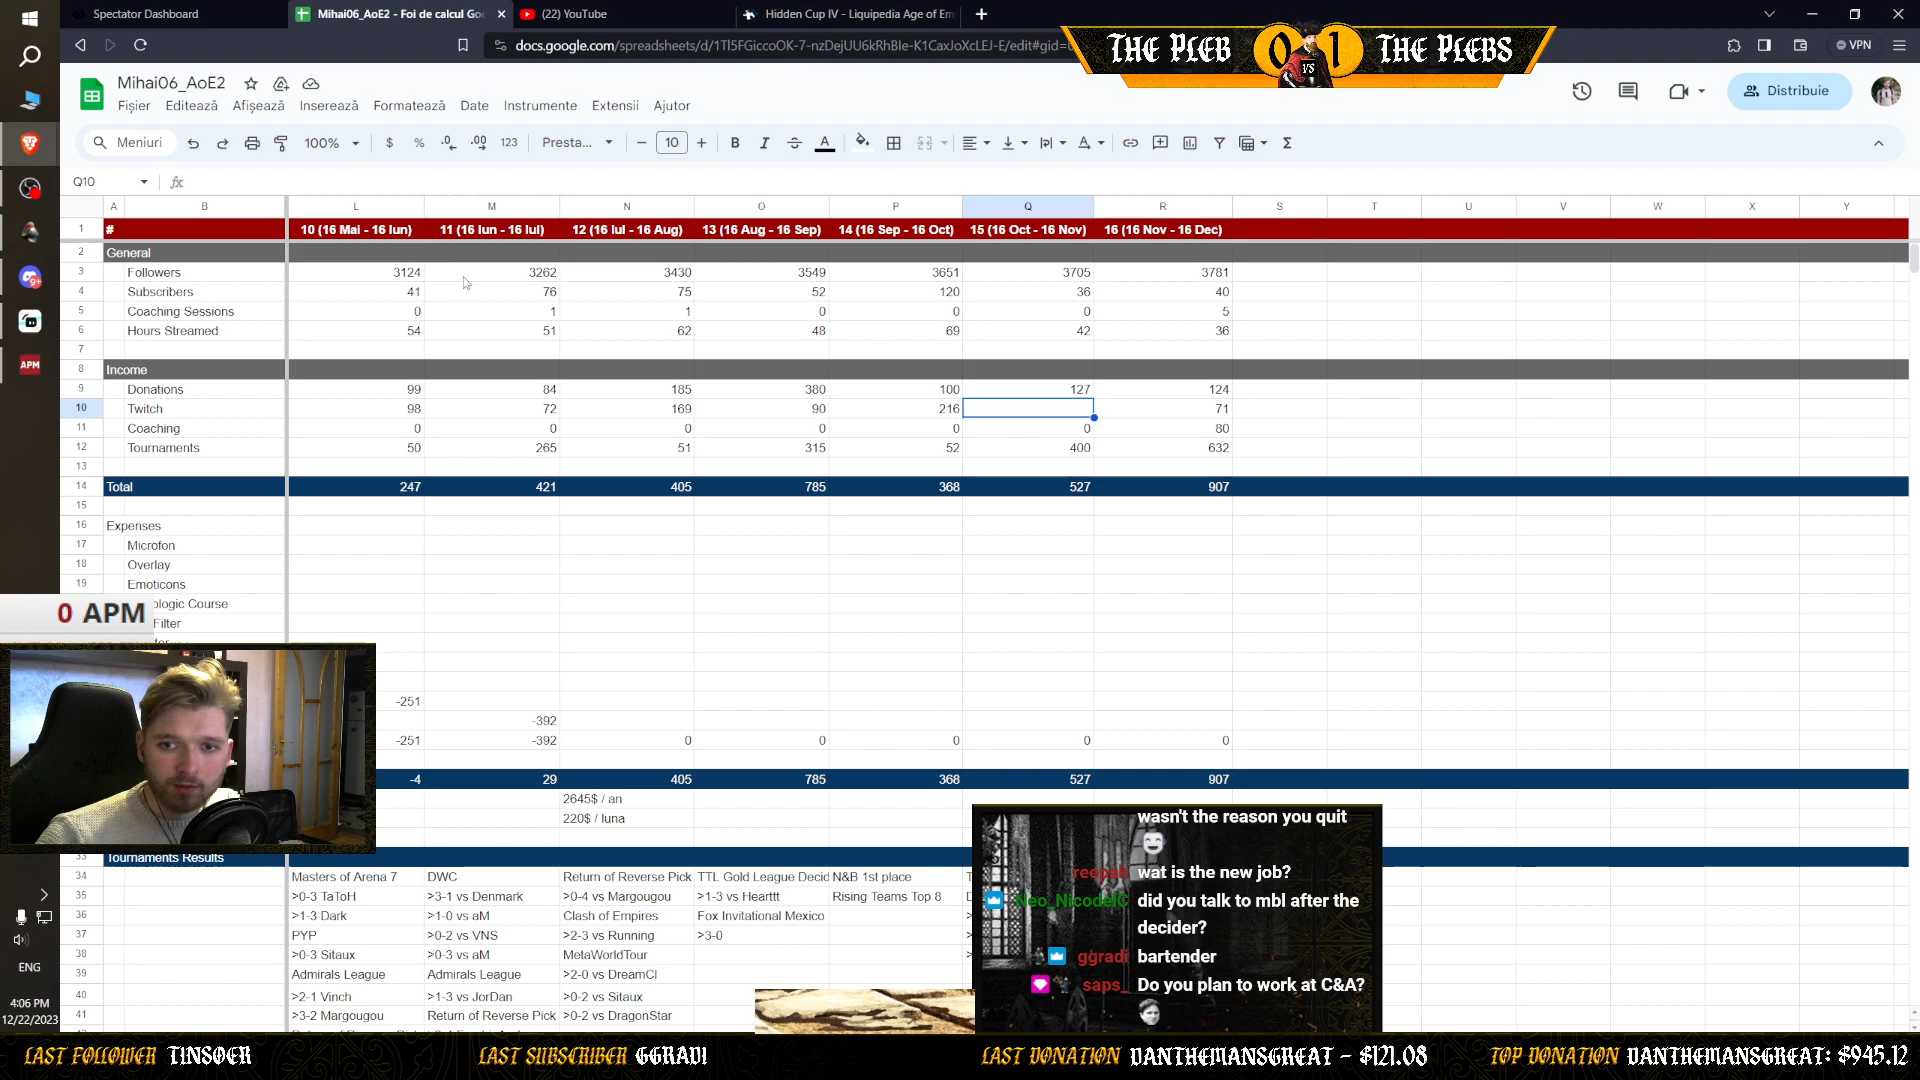 Spectator Dashboard
Mihai06_AoE2 - Foi de calcul Goo
(22) YouTube
Hidden Cup IV - Liquipedia Age of Em
docs.google.com/spreadsheets/d/1Tl5FGiccoOK-7-nzDejUU6kRhBIe-K1CaxJoXcLEJ-E/edit#gid=0
VPN
THE PLEB 0 VS 1 THE PLEBS
Mihai06_AoE2
Fișier Editează Afișează Inserează Formatează Date Instrumente Extensii Ajutor
Distribuie
Meniuri 100% $ % .0 .00 123 Presta... − 10 + B I A Σ
Q10 fx
A B L M N O P Q R S T U V W X Y
1 # 10 (16 Mai - 16 Iun) 11 (16 Iun - 16 Iul) 12 (16 Iul - 16 Aug) 13 (16 Aug - 16 Sep) 14 (16 Sep - 16 Oct) 15 (16 Oct - 16 Nov) 16 (16 Nov - 16 Dec)
2 General
3 Followers 3124 3262 3430 3549 3651 3705 3781
4 Subscribers 41 76 75 52 120 36 40
5 Coaching Sessions 0 1 1 0 0 0 5
6 Hours Streamed 54 51 62 48 69 42 36
7
8 Income
9 Donations 99 84 185 380 100 127 124
10 Twitch 98 72 169 90 216 71
11 Coaching 0 0 0 0 0 0 80
12 Tournaments 50 265 51 315 52 400 632
13
14 Total 247 421 405 785 368 527 907
15
16 Expenses
17 Microfon
18 Overlay
19 Emoticons
ologic Course
Filter
0 APM
-251
-392
-251 -392 0 0 0 0 0
-4 29 405 785 368 527 907
2645$ / an
220$ / luna
33 Tournaments Results
34 Masters of Arena 7 DWC Return of Reverse Pick TTL Gold League Decid N&B 1st place
35 >0-3 TaToH >3-1 vs Denmark >0-4 vs Margougou >1-3 vs Hearttt Rising Teams Top 8
36 >1-3 Dark >1-0 vs aM Clash of Empires Fox Invitational Mexico
37 PYP >0-2 vs VNS >2-3 vs Running >3-0
38 >0-3 Sitaux >0-3 vs aM MetaWorldTour
39 Admirals League Admirals League >2-0 vs DreamCl
40 >2-1 Vinch >1-3 vs JorDan >0-2 vs Sitaux
41 >3-2 Margougou Return of Reverse Pick >0-2 vs DragonStar
wasn't the reason you quit
reepah wat is the new job?
Neo_NicodelC did you talk to mbl after the
decider?
ggradi bartender
saps_ Do you plan to work at C&A?
APM
9+
ENG
4:06 PM
12/22/2023
LAST FOLLOWER TINSOER
LAST SUBSCRIBER GGRADI
LAST DONATION DANTHEMANSGREAT - $121.08
TOP DONATION DANTHEMANSGREAT: $945.12